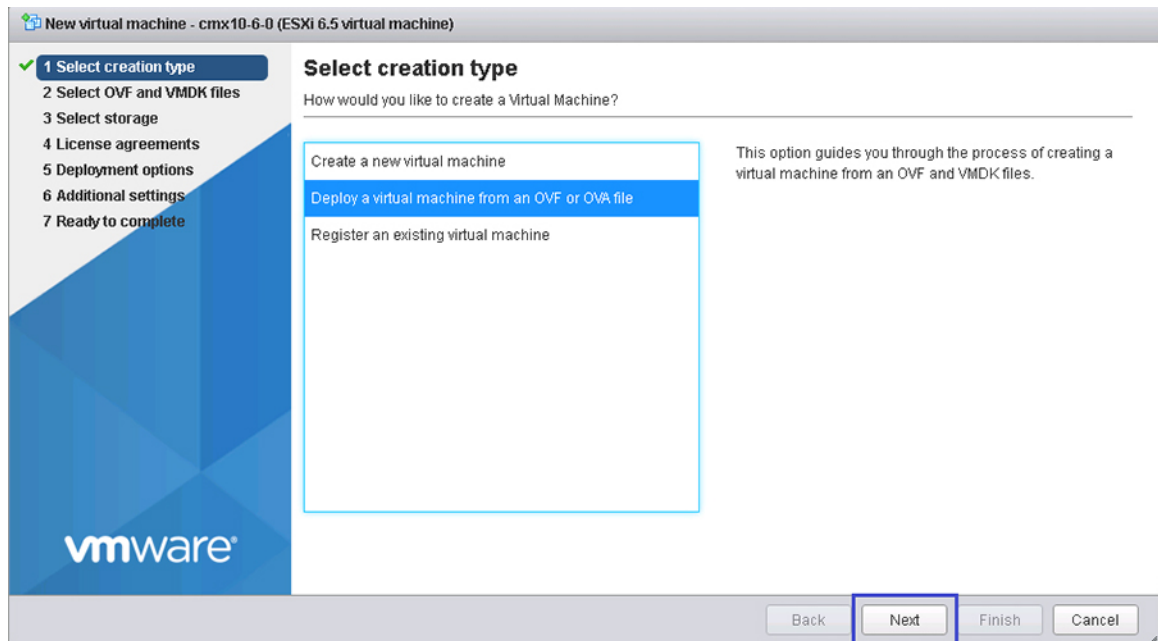 New virtual machine - cmx10-6-0 (ESXi 6.5 virtual machine)
1 Select creation type
2 Select OVF and VMDK files
3 Select storage
4 License agreements
5 Deployment options
6 Additional settings
7 Ready to complete
vmware®
Select creation type
How would you like to create a Virtual Machine?
Create a new virtual machine
Deploy a virtual machine from an OVF or OVA file
Register an existing virtual machine
This option guides you through the process of creating a
virtual machine from an OVF and VMDK files.
Back
Next
Finish
Cancel